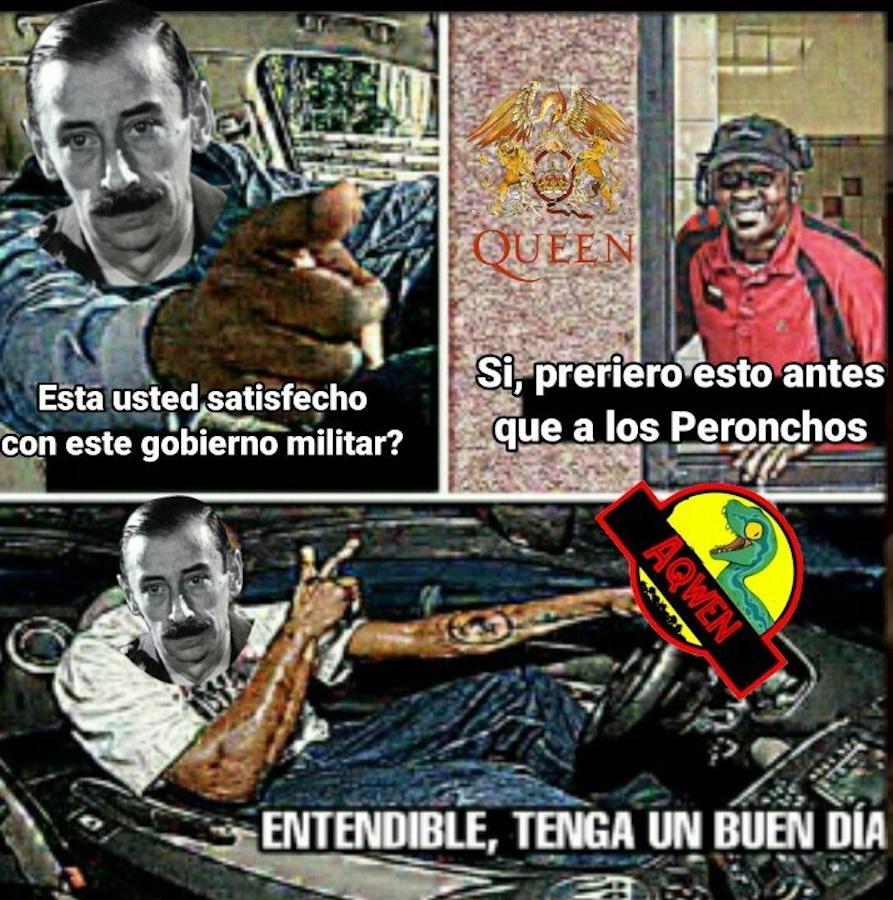 Esta usted satisfecho
con este gobierno militar?
QUEEN
Si, preriero esto antes
que a los Peronchos
AQWEN
ENTENDIBLE, TENGA UN BUEN DÍA